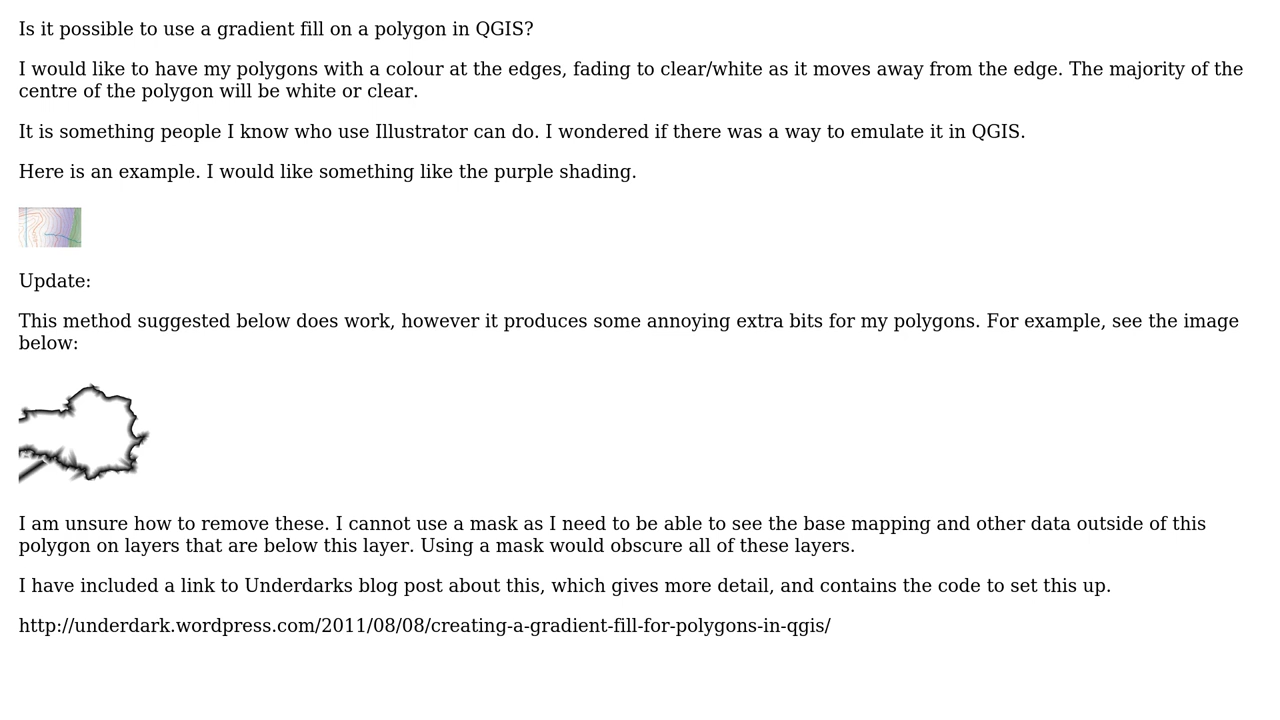 Is it possible to use a gradient fill on a polygon in QGIS?
I would like to have my polygons with a colour at the edges, fading to clear/white as it moves away from the edge. The majority of the
centre of the polygon will be white or clear.
It is something people I know who use Illustrator can do. I wondered if there was a way to emulate it in QGIS.
Here is an example. I would like something like the purple shading.
Update:
This method suggested below does work, however it produces some annoying extra bits for my polygons. For example, see the image
below:
I am unsure how to remove these. I cannot use a mask as I need to be able to see the base mapping and other data outside of this
polygon on layers that are below this layer. Using a mask would obscure all of these layers.
I have included a link to Underdarks blog post about this, which gives more detail, and contains the code to set this up.
http://underdark.wordpress.com/2011/08/08/creating-a-gradient-fill-for-polygons-in-qgis/